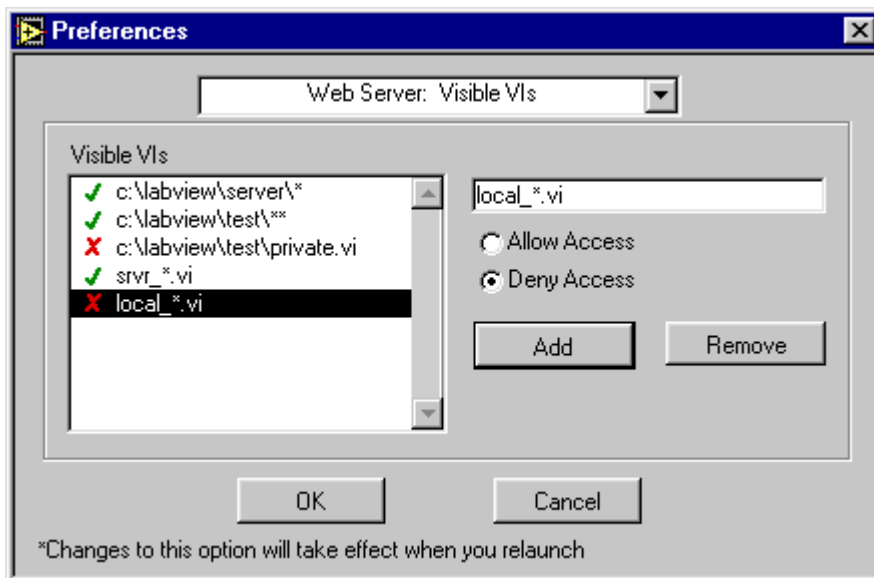 Preferences
Web Server: Visible VIs
Visible VIs
c:\labview\server\*
c:\labview\test\**
c:\labview\test\private.vi
srvr_*.vi
local_*.vi
local_*.vi
Allow Access
Deny Access
Add
Remove
OK
Cancel
*Changes to this option will take effect when you relaunch